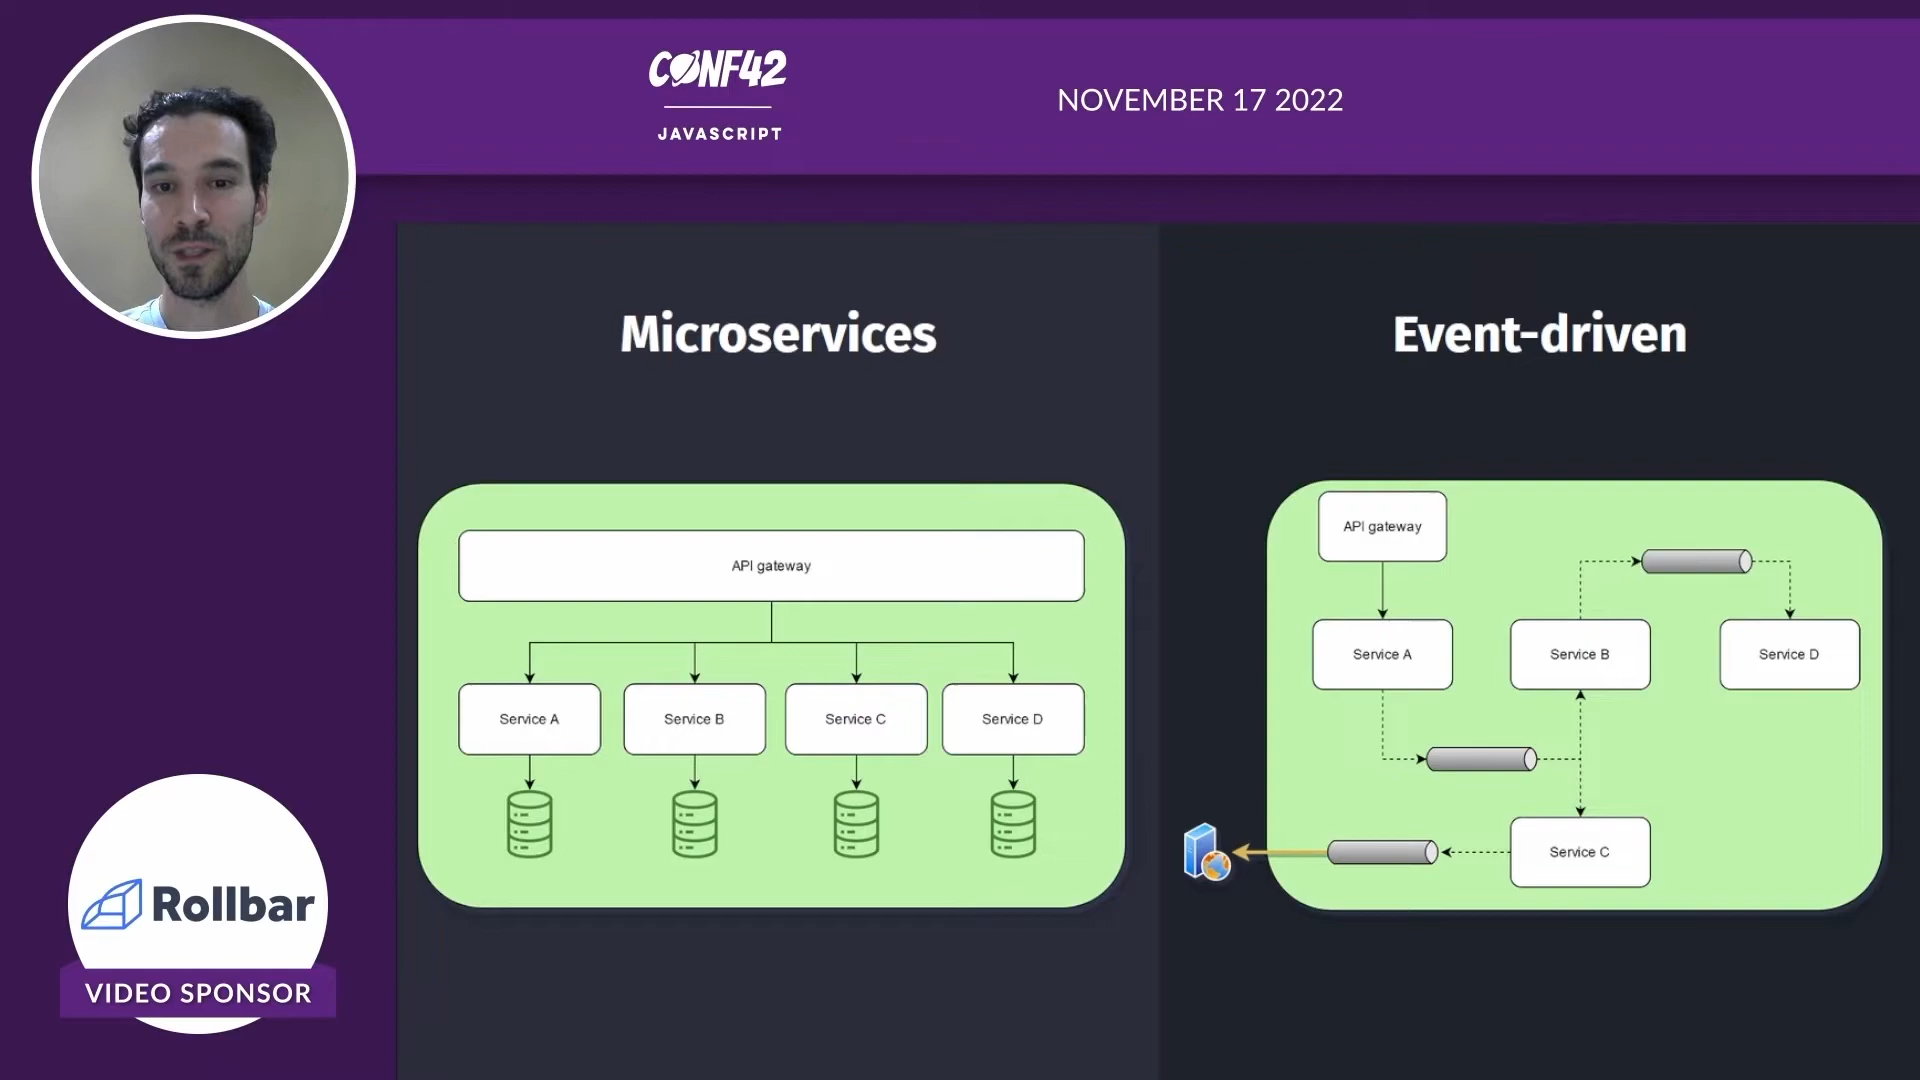 CONF42
JAVASCRIPT
NOVEMBER 17 2022
Microservices
API gateway
Service A
Service B
Service C
Service D
Event-driven
API gateway
Service A
Service B
Service D
Service C
Rollbar
VIDEO SPONSOR